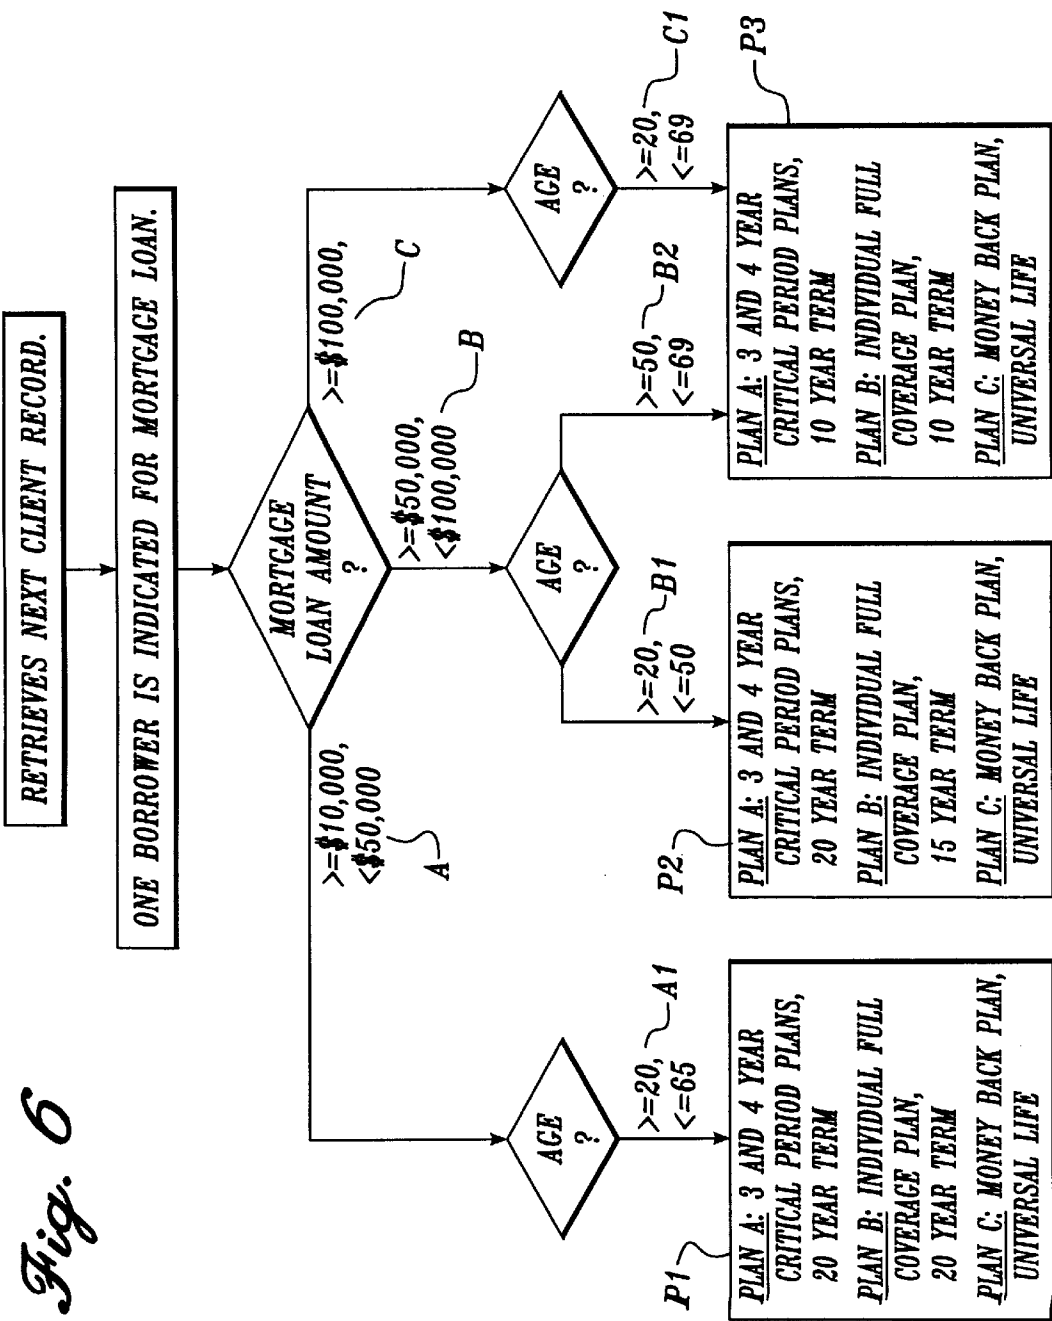 Fig. 6
RETRIEVES NEXT CLIENT RECORD.
ONE BORROWER IS INDICATED FOR MORTGAGE LOAN.
MORTGAGE
LOAN AMOUNT
?
>=$10,000,
<$50,000
A
>=$50,000,
<$100,000
B
>=$100,000,
C
AGE
?
>=20,
<=65
A1
AGE
?
>=20,
<=50
B1
>=50,
<=69
B2
AGE
?
>=20,
<=69
C1
P1
PLAN A: 3 AND 4 YEAR
CRITICAL PERIOD PLANS,
20 YEAR TERM
PLAN B: INDIVIDUAL FULL
COVERAGE PLAN,
20 YEAR TERM
PLAN C: MONEY BACK PLAN,
UNIVERSAL LIFE
P2
PLAN A: 3 AND 4 YEAR
CRITICAL PERIOD PLANS,
20 YEAR TERM
PLAN B: INDIVIDUAL FULL
COVERAGE PLAN,
15 YEAR TERM
PLAN C: MONEY BACK PLAN,
UNIVERSAL LIFE
P3
PLAN A: 3 AND 4 YEAR
CRITICAL PERIOD PLANS,
10 YEAR TERM
PLAN B: INDIVIDUAL FULL
COVERAGE PLAN,
10 YEAR TERM
PLAN C: MONEY BACK PLAN,
UNIVERSAL LIFE